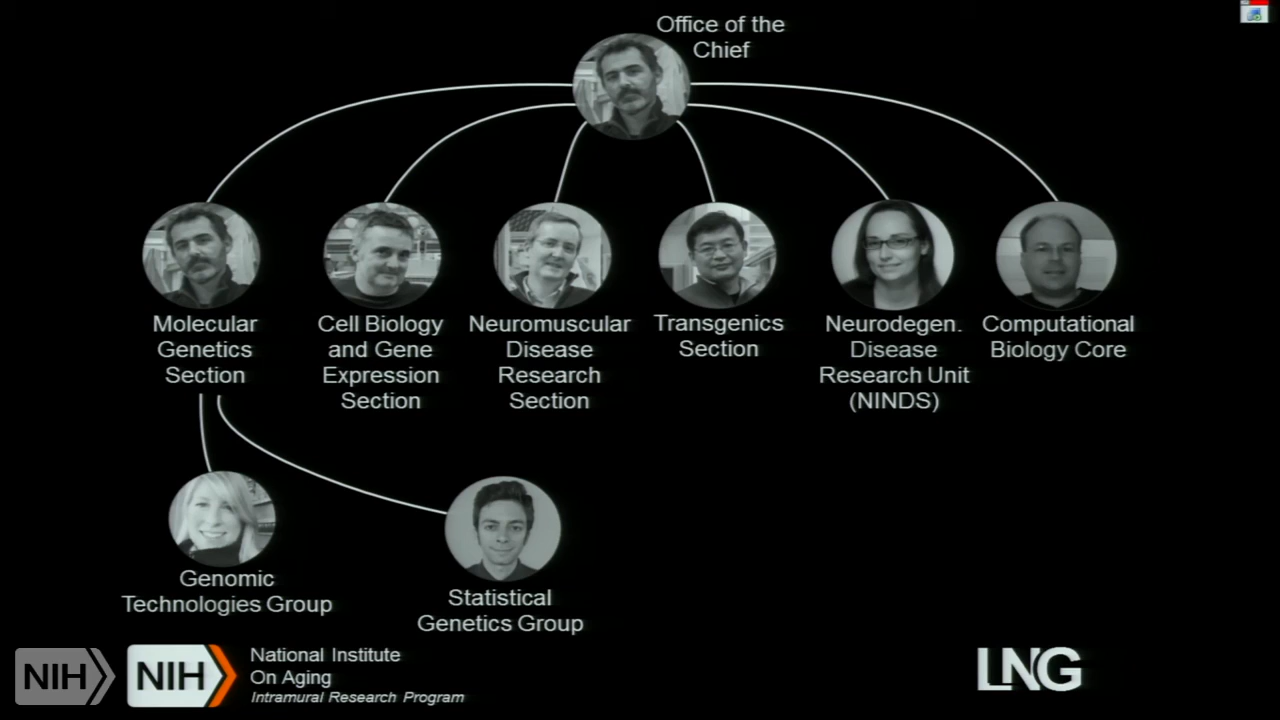 Office of the
Chief
Molecular
Genetics
Section
Cell Biology
and Gene
Expression
Section
Neuromuscular
Disease
Research
Section
Transgenics
Section
Neurodegen.
Disease
Research Unit
(NINDS)
Computational
Biology Core
Genomic
Technologies Group
Statistical
Genetics Group
NIH
NIH
National Institute
On Aging
Intramural Research Program
LNG